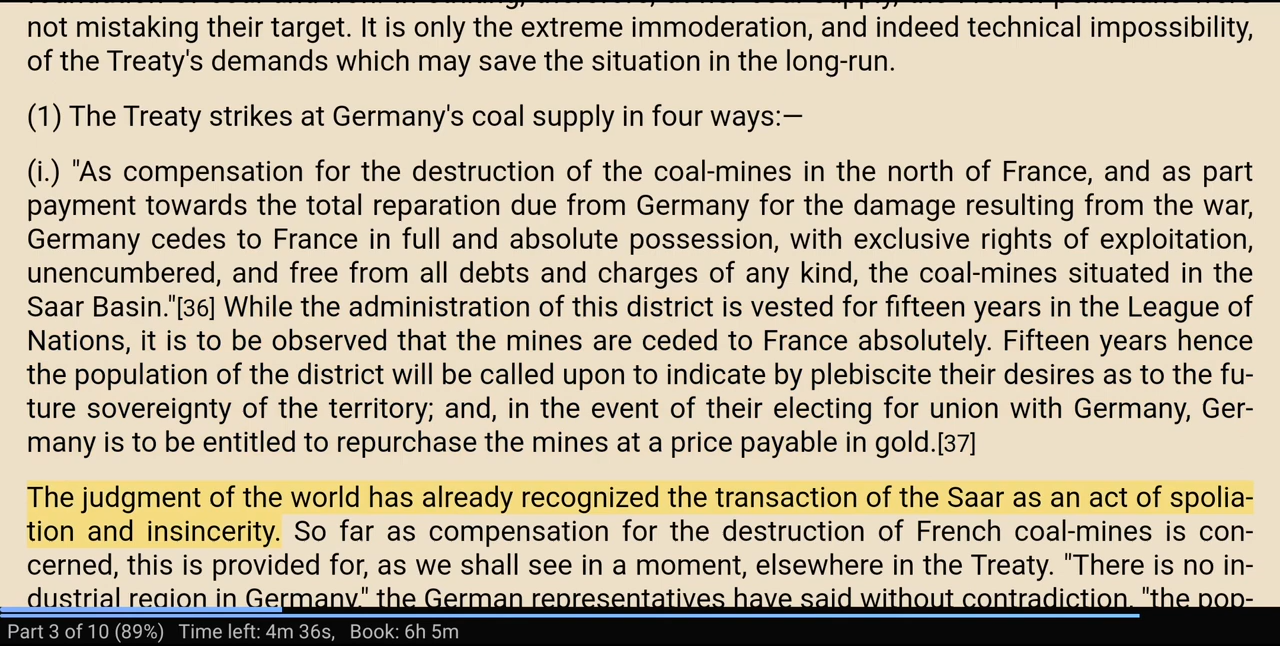 not mistaking their target. It is only the extreme immoderation, and indeed technical impossibility,
of the Treaty's demands which may save the situation in the long-run.
(1) The Treaty strikes at Germany's coal supply in four ways:—
(i.) "As compensation for the destruction of the coal-mines in the north of France, and as part
payment towards the total reparation due from Germany for the damage resulting from the war,
Germany cedes to France in full and absolute possession, with exclusive rights of exploitation,
unencumbered, and free from all debts and charges of any kind, the coal-mines situated in the
Saar Basin."[36] While the administration of this district is vested for fifteen years in the League of
Nations, it is to be observed that the mines are ceded to France absolutely. Fifteen years hence
the population of the district will be called upon to indicate by plebiscite their desires as to the fu-
ture sovereignty of the territory; and, in the event of their electing for union with Germany, Ger-
many is to be entitled to repurchase the mines at a price payable in gold.[37]
The judgment of the world has already recognized the transaction of the Saar as an act of spolia-
tion and insincerity. So far as compensation for the destruction of French coal-mines is con-
cerned, this is provided for, as we shall see in a moment, elsewhere in the Treaty. "There is no in-
dustrial region in Germany," the German representatives have said without contradiction, "the pop-
Part 3 of 10 (89%) Time left: 4m 36s, Book: 6h 5m